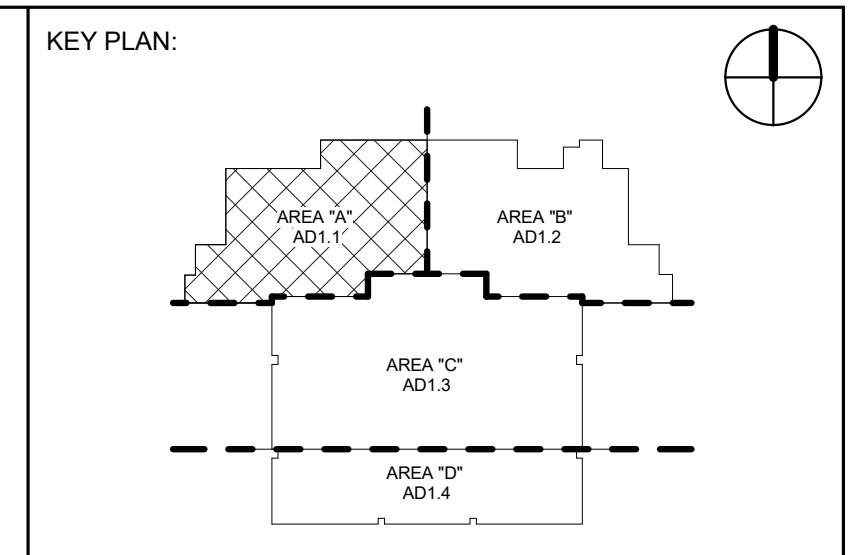 KEY PLAN:
AREA "A"
AD1.1
AREA "B"
AD1.2
AREA "C"
AD1.3
AREA "D"
AD1.4